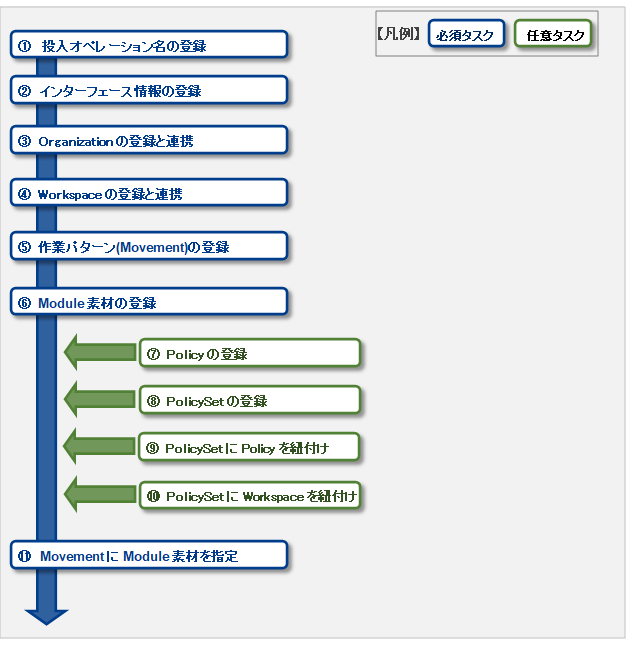 【凡例】 必須タスク 任意タスク
① 投入オペレーション名の登録
② インターフェース情報の登録
③ Organizationの登録と連携
④ Workspaceの登録と連携
⑤ 作業パターン(Movement)の登録
⑥ Module素材の登録
⑦ Policyの登録
⑧ PolicySetの登録
⑨ PolicySetにPolicyを紐付け
⑩ PolicySetにWorkspaceを紐付け
⑪ MovementにModule素材を指定